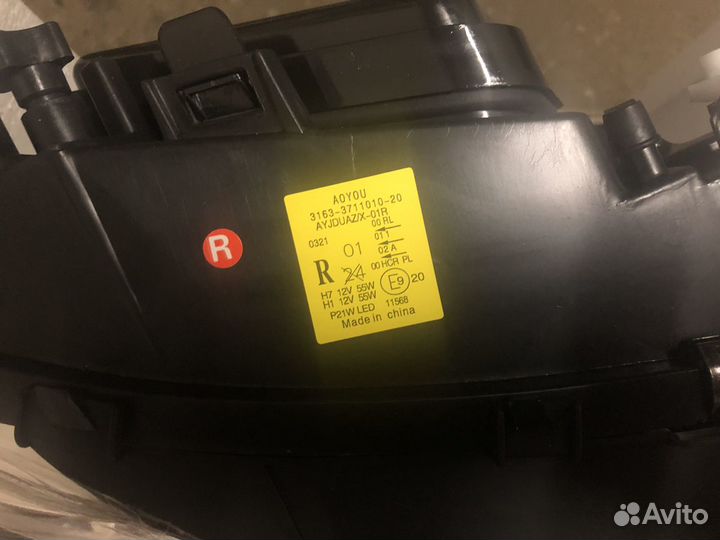 R
AOYOU
3163-3711010-20
AYJDUAZ/X-01R
00 RL
0321 01 01 1
02 A
R 24 00 HCR PL
H7 12V 55W E9 20
H1 12V 55W
P21W LED 11568
Made in china
Avito